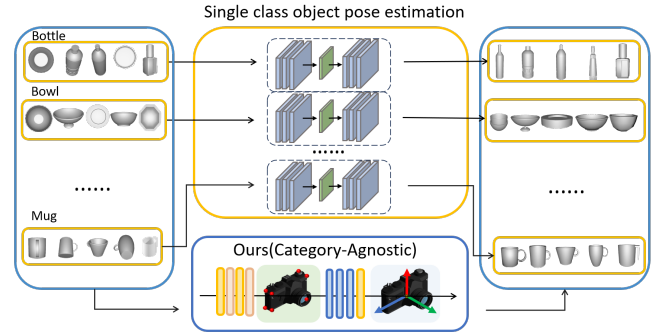 Single class object pose estimation
Bottle
Bowl
......
......
......
Mug
Ours(Category-Agnostic)